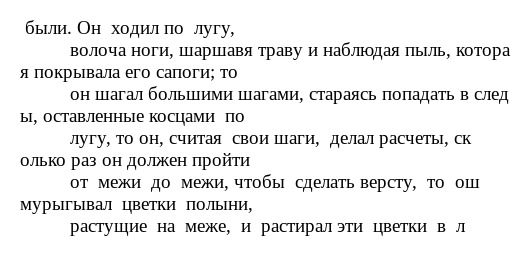 были. Он  ходил по  лугу,
волоча ноги, шаршавя траву и наблюдая пыль, котора
я покрывала его сапоги; то
он шагал большими шагами, стараясь попадать в след
ы, оставленные косцами  по
лугу, то он, считая  свои шаги,  делал расчеты, ск
олько раз он должен пройти
от  межи  до  межи, чтобы  сделать версту,  то  ош
мурыгывал  цветки  полыни,
растущие  на  меже,  и  растирал эти  цветки  в  л